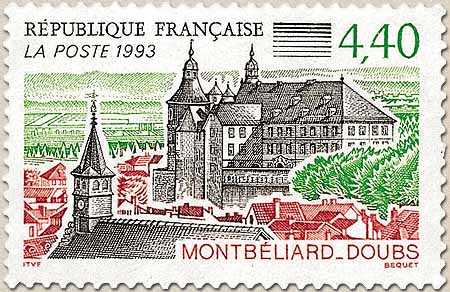 RÉPUBLIQUE FRANÇAISE
LA POSTE 1993
4,40
MONTBÉLIARD_DOUBS
ITVF
BEQUET